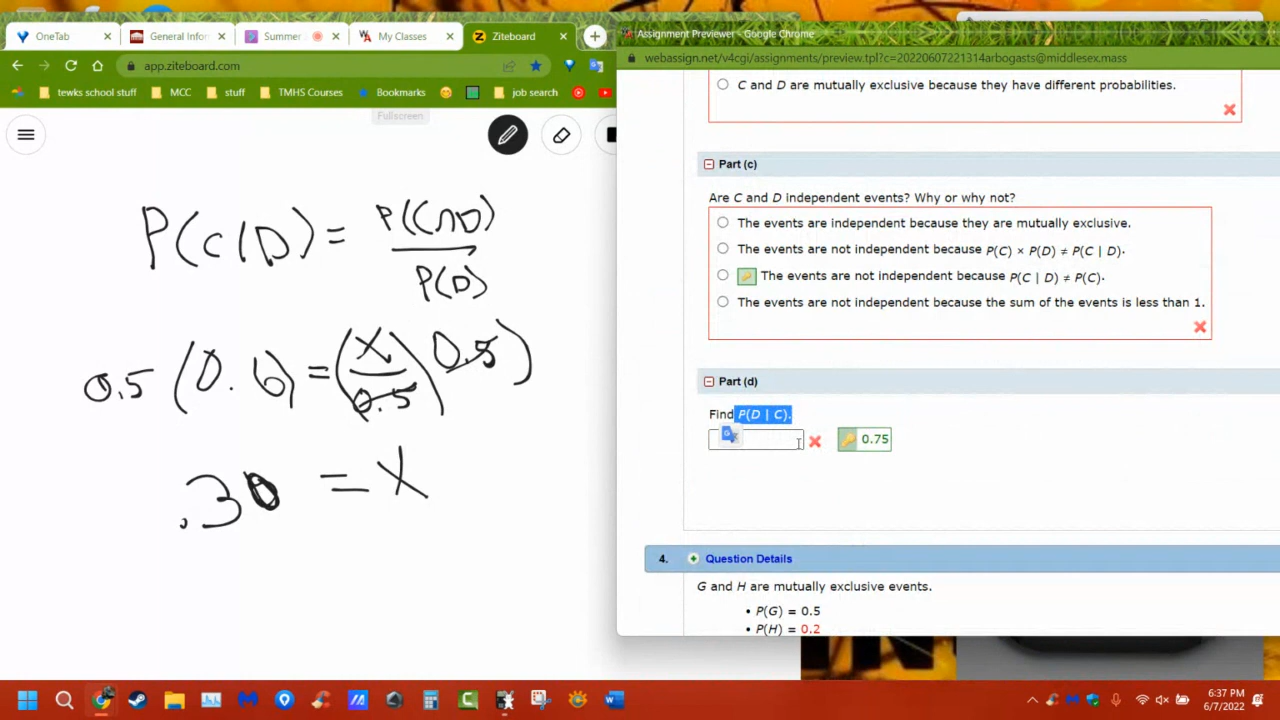 OneTab
General Infor
Summer
My Classes
Ziteboard
Assignment Previewer - Google Chrome
app.ziteboard.com
webassign.net/v4cgi/assignments/preview.tpl?c=20220607221314arbogasts@middlesex.mass
tewks school stuff
MCC
stuff
TMHS Courses
Bookmarks
job search
Fullscreen
P(C|D) = P(C∩D)
P(D)
0.5 (0.6) = (X 0.5)
0.5
.30 = X
C and D are mutually exclusive because they have different probabilities.
Part (c)
Are C and D independent events? Why or why not?
The events are independent because they are mutually exclusive.
The events are not independent because P(C) × P(D) ≠ P(C | D).
The events are not independent because P(C | D) ≠ P(C).
The events are not independent because the sum of the events is less than 1.
Part (d)
Find P(D | C).
0.75
4. Question Details
G and H are mutually exclusive events.
• P(G) = 0.5
• P(H) = 0.2
6:37 PM
6/7/2022